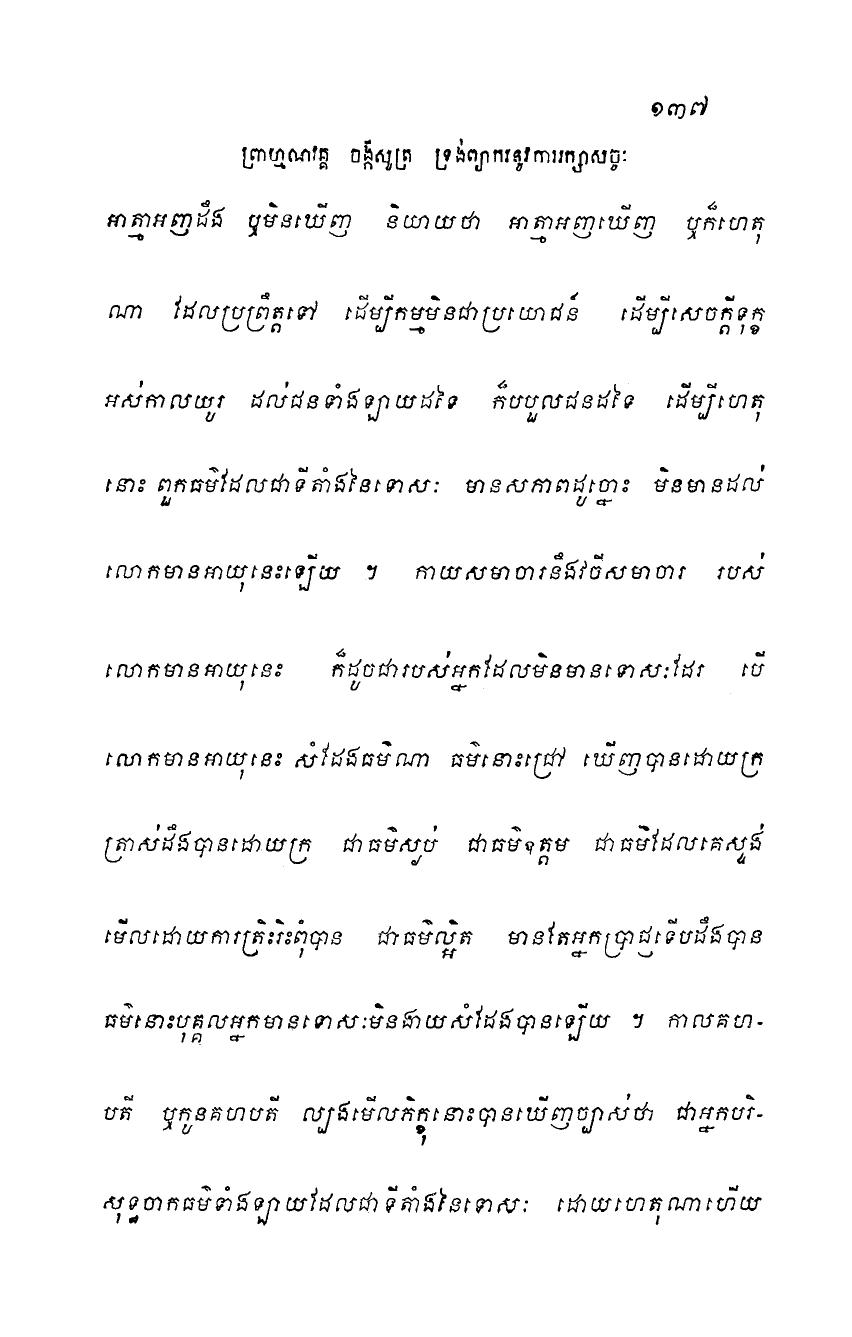 ១៣៧
ព្រាហ្មណវគ្គ ចង្កីសូត្រ ទ្រង់ព្យាករនូវការរក្សាសច្ចៈ
អាត្មាអញដឹង ឬមិនឃើញ និយាយថា អាត្មាអញឃើញ ឬក៏ហេតុ
ណា ដែលប្រព្រឹត្តទៅ ដើម្បីកម្មមិនជាប្រយោជន៍ ដើម្បីសេចក្តីទុក្ខ
អស់កាលយូរ ដល់ជនទាំងឡាយដទៃ ក៏បបួលជនដទៃ ដើម្បីហេតុ
នោះ ពួកធម៌ដែលជាទីតាំងនៃទោសៈ មានសភាពដូច្នោះ មិនមានដល់
លោកមានអាយុនេះឡើយ ។ កាយសមាចារនឹងវចីសមាចារ របស់
លោកមានអាយុនេះ ក៏ដូចជារបស់អ្នកដែលមិនមានទោសៈដែរ បើ
លោកមានអាយុនេះ សំដែងធម៌ណា ធម៌នោះជ្រៅ ឃើញបានដោយក្រ
ត្រាស់ដឹងបានដោយក្រ ជាធម៌ស្ងប់ ជាធម៌ឧត្តម ជាធម៌ដែលគេស្ទង់
មើលដោយការត្រិះរិះពុំបាន ជាធម៌ល្អិត មានតែអ្នកប្រាជ្ញទើបដឹងបាន
ធម៌នោះបុគ្គលអ្នកមានទោសៈមិនងាយសំដែងបានឡើយ ។ កាលគហ-
បតី ឬកូនគហបតី ល្បងមើលភិក្ខុនោះបានឃើញច្បាស់ថា ជាអ្នកបរិ-
សុទ្ធចាកធម៌ទាំងឡាយដែលជាទីតាំងនៃទោសៈ ដោយហេតុណាហើយ